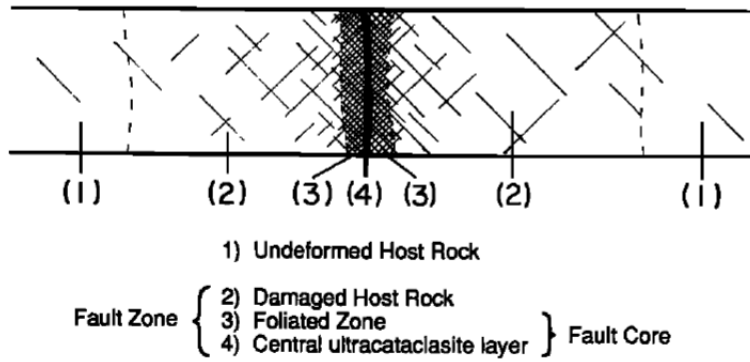 (1) (2) (3) (4) (3) (2) (1)
1) Undeformed Host Rock
2) Damaged Host Rock
Fault Zone { 3) Foliated Zone } Fault Core
4) Central ultracataclasite layer